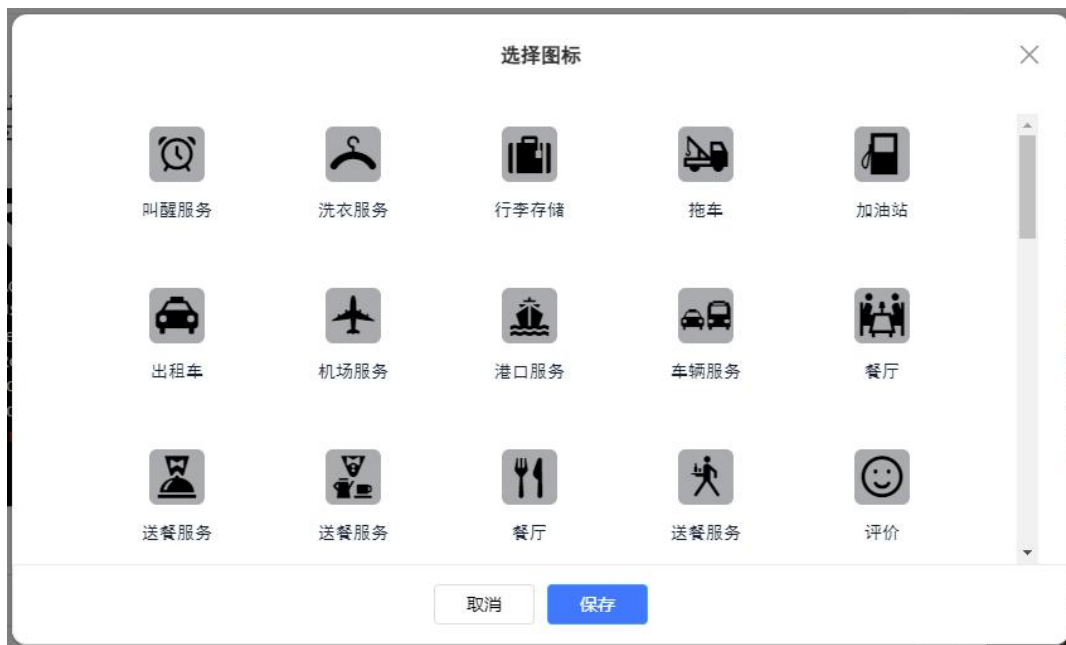 选择图标
叫醒服务 洗衣服务 行李存储 拖车 加油站
出租车 机场服务 港口服务 车辆服务 餐厅
送餐服务 送餐服务 餐厅 送餐服务 评价
取消 保存